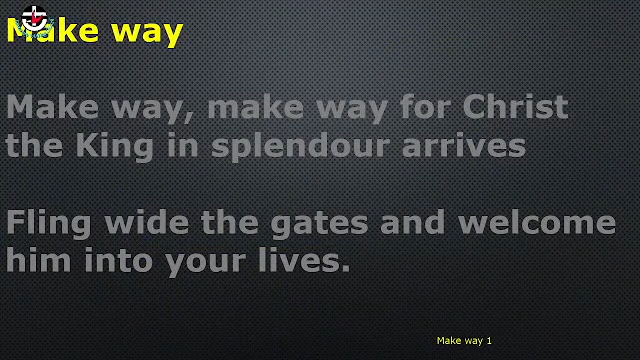 Make way
Make way, make way for Christ
the King in splendour arrives
Fling wide the gates and welcome
him into your lives.
Make way 1